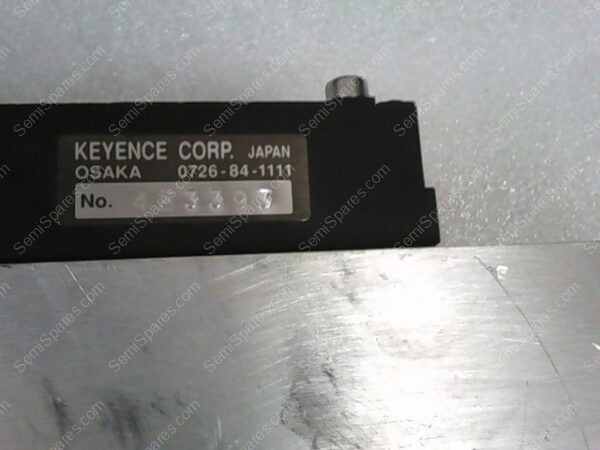 KEYENCE CORP. JAPAN
OSAKA 0726-84-1111
No.
SemiSpares.com